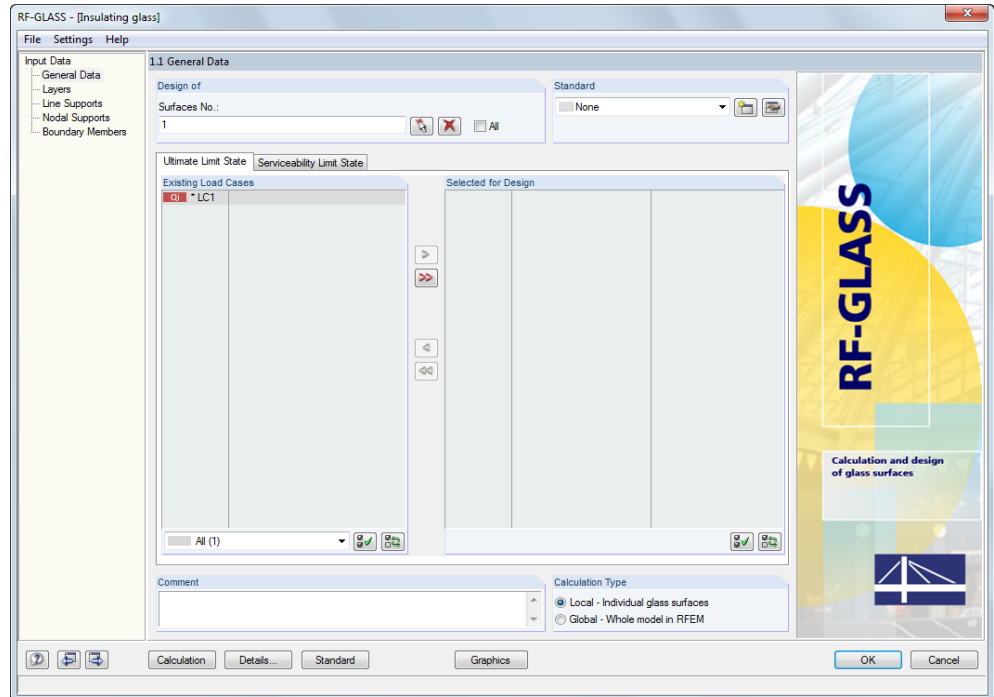 RF-GLASS - [Insulating glass]
File Settings Help
Input Data
General Data
Layers
Line Supports
Nodal Supports
Boundary Members
1.1 General Data
Design of
Surfaces No.:
1
All
Standard
None
Ultimate Limit State Serviceability Limit State
Existing Load Cases
Qi * LC1
Selected for Design
>
>>
<
<<
All (1)
Comment
Calculation Type
Local - Individual glass surfaces
Global - Whole model in RFEM
RF-GLASS
Calculation and design
of glass surfaces
Calculation Details... Standard Graphics OK Cancel